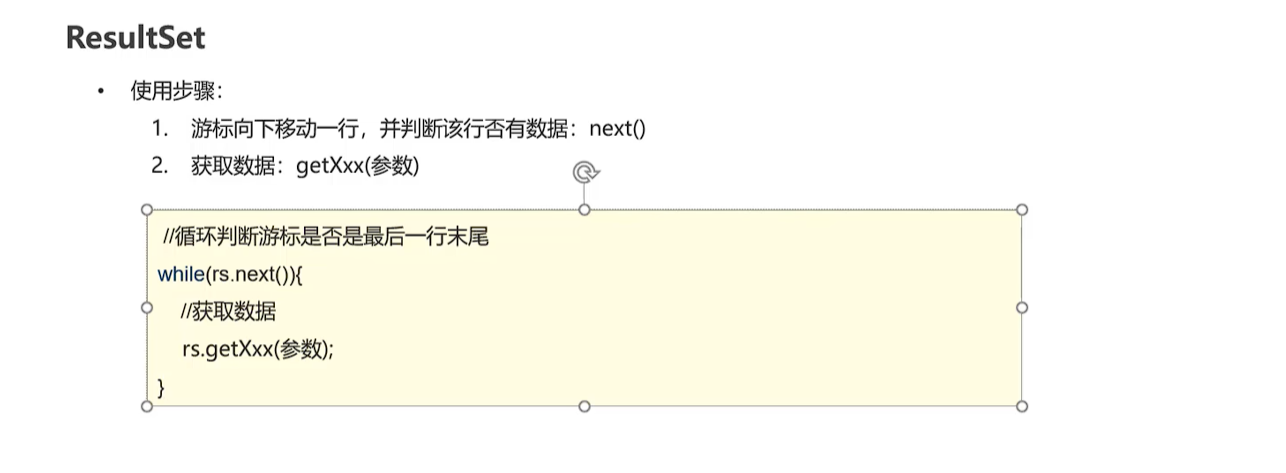 ResultSet
• 使用步骤：
1. 游标向下移动一行，并判断该行否有数据：next()
2. 获取数据：getXxx(参数)
//循环判断游标是否是最后一行末尾
while(rs.next()){
//获取数据
rs.getXxx(参数);
}